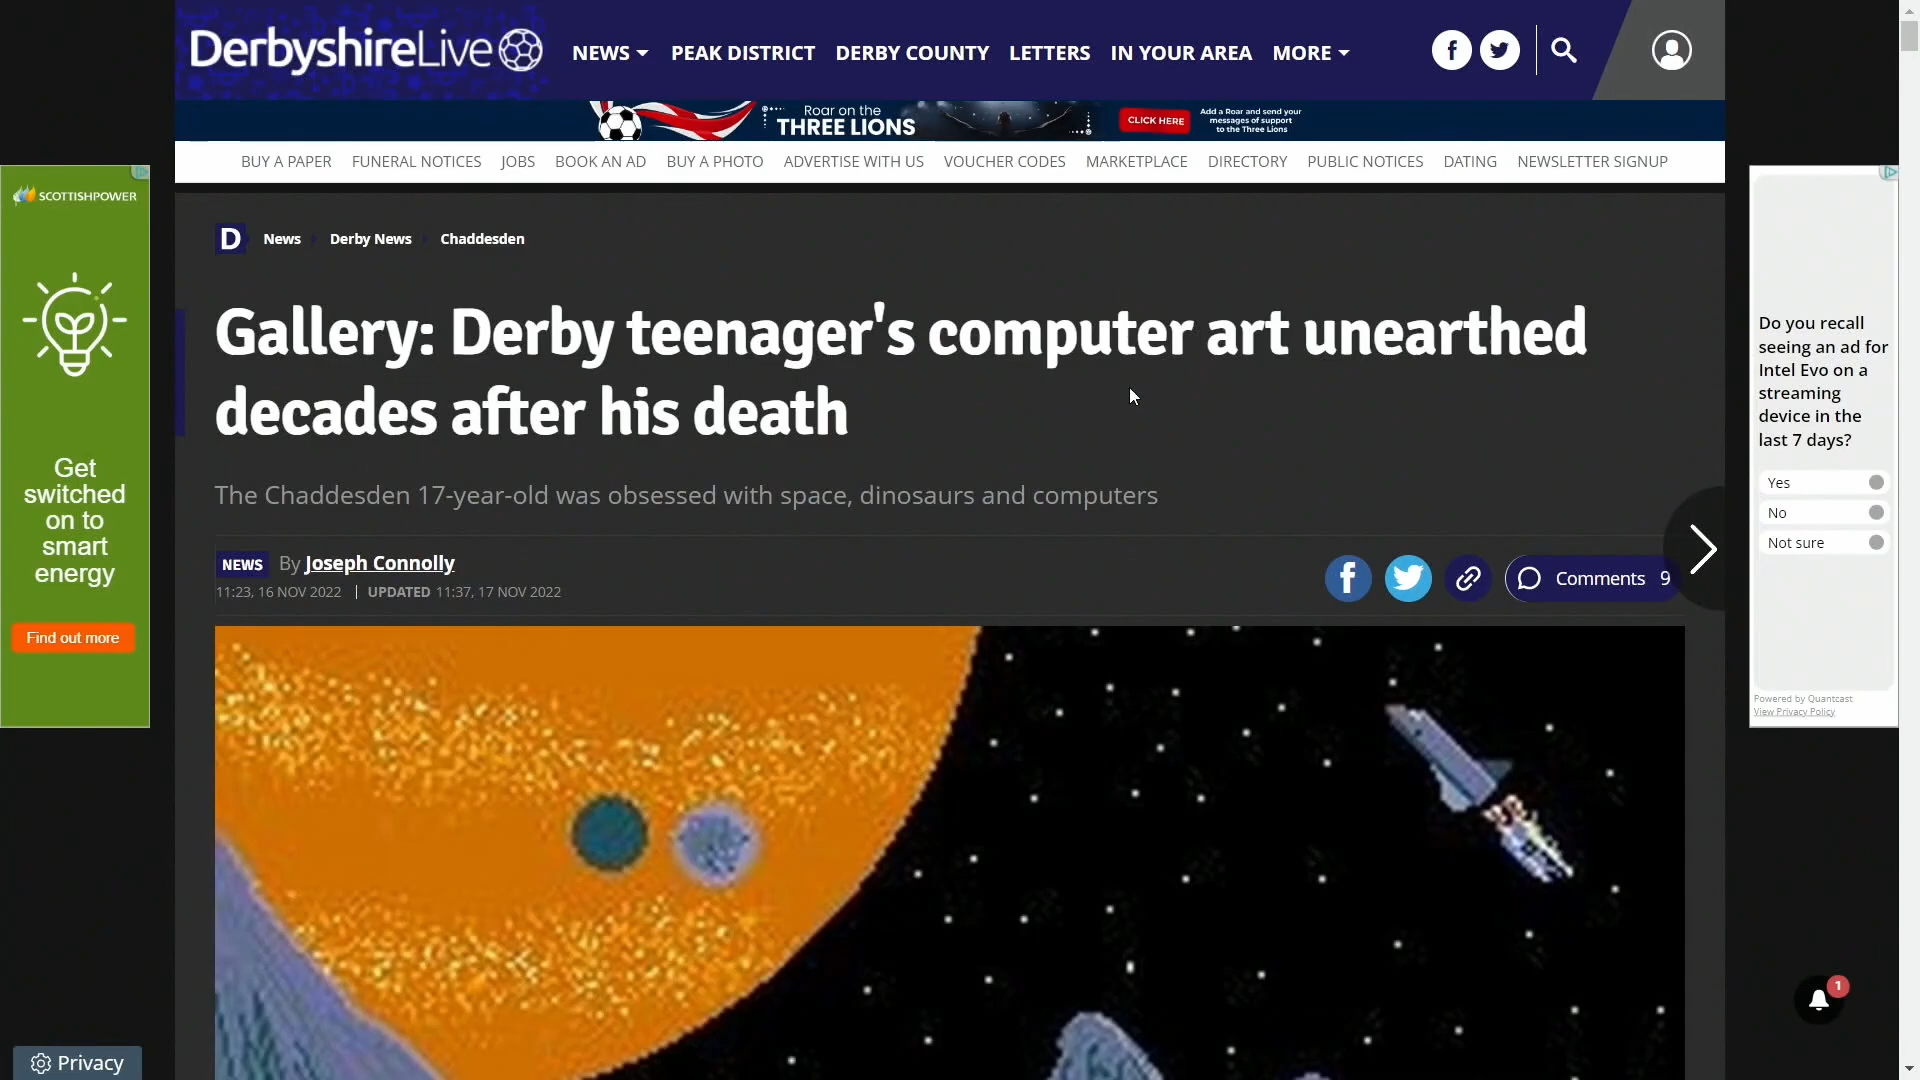 DerbyshireLive
NEWS PEAK DISTRICT DERBY COUNTY LETTERS IN YOUR AREA MORE
Roar on the
THREE LIONS
CLICK HERE
Add a Roar and send your
messages of support
to the Three Lions
BUY A PAPER FUNERAL NOTICES JOBS BOOK AN AD BUY A PHOTO ADVERTISE WITH US VOUCHER CODES MARKETPLACE DIRECTORY PUBLIC NOTICES DATING NEWSLETTER SIGNUP
D News Derby News Chaddesden
Gallery: Derby teenager's computer art unearthed
decades after his death
The Chaddesden 17-year-old was obsessed with space, dinosaurs and computers
NEWS By Joseph Connolly
11:23, 16 NOV 2022 | UPDATED 11:37, 17 NOV 2022
Comments 9
SCOTTISHPOWER
Get
switched
on to
smart
energy
Find out more
Do you recall
seeing an ad for
Intel Evo on a
streaming
device in the
last 7 days?
Yes
No
Not sure
Powered by Quantcast
View Privacy Policy
1
Privacy